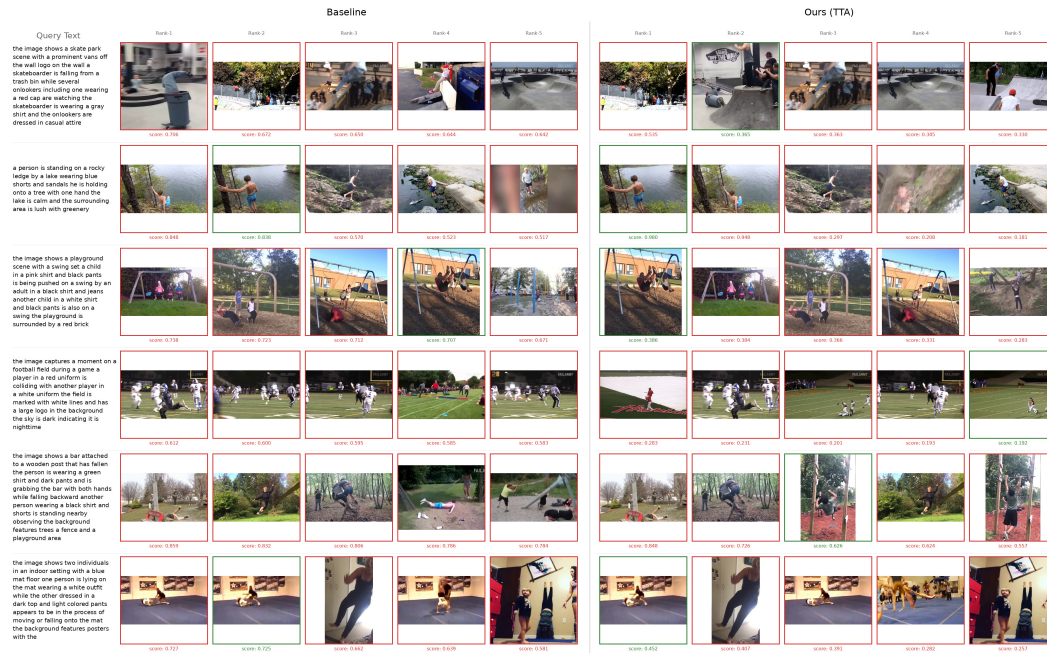 Baseline
Ours (TTA)
Query Text
Rank-1
Rank-2
Rank-3
Rank-4
Rank-5
Rank-1
Rank-2
Rank-3
Rank-4
Rank-5
the image shows a skate park
scene with a prominent vans off
the wall logo on the wall a
skateboarder is falling from a
trash bin while several
onlookers including one wearing
a red cap are watching the
skateboarder is wearing a gray
shirt and the onlookers are
dressed in casual attire
score: 0.706
score: 0.672
score: 0.650
score: 0.644
score: 0.642
score: 0.535
score: 0.365
score: 0.363
score: 0.345
score: 0.330
a person is standing on a rocky
ledge by a lake wearing blue
shorts and sandals he is holding
onto a tree with one hand the
lake is calm and the surrounding
area is lush with greenery
score: 0.848
score: 0.838
score: 0.570
score: 0.523
score: 0.517
score: 0.980
score: 0.948
score: 0.297
score: 0.208
score: 0.181
the image shows a playground
scene with a swing set a child
in a pink shirt and black pants
is being pushed on a swing by an
adult in a black shirt and jeans
another child in a white shirt
and black pants is also on a
swing the playground is
surrounded by a red brick
score: 0.738
score: 0.723
score: 0.712
score: 0.707
score: 0.671
score: 0.386
score: 0.384
score: 0.366
score: 0.331
score: 0.283
the image captures a moment on a
football field during a game a
player in a red uniform is
colliding with another player in
a white uniform the field is
marked with white lines and has
a large logo in the background
the sky is dark indicating it is
nighttime
score: 0.612
score: 0.600
score: 0.595
score: 0.585
score: 0.583
score: 0.283
score: 0.231
score: 0.201
score: 0.193
score: 0.192
the image shows a bar attached
to a wooden post that has fallen
the person is wearing a green
shirt and dark pants and is
grabbing the bar with both hands
while falling backward another
person wearing a black shirt and
shorts is standing nearby
observing the background
features trees a fence and a
playground area
score: 0.859
score: 0.832
score: 0.806
score: 0.786
score: 0.784
score: 0.848
score: 0.726
score: 0.626
score: 0.624
score: 0.557
the image shows two individuals
in an indoor setting with a blue
mat floor one person is lying on
the mat wearing a white outfit
while the other dressed in a
dark top and light colored pants
appears to be in the process of
moving or falling onto the mat
the background features posters
with the
score: 0.727
score: 0.725
score: 0.662
score: 0.639
score: 0.581
score: 0.452
score: 0.407
score: 0.391
score: 0.282
score: 0.257